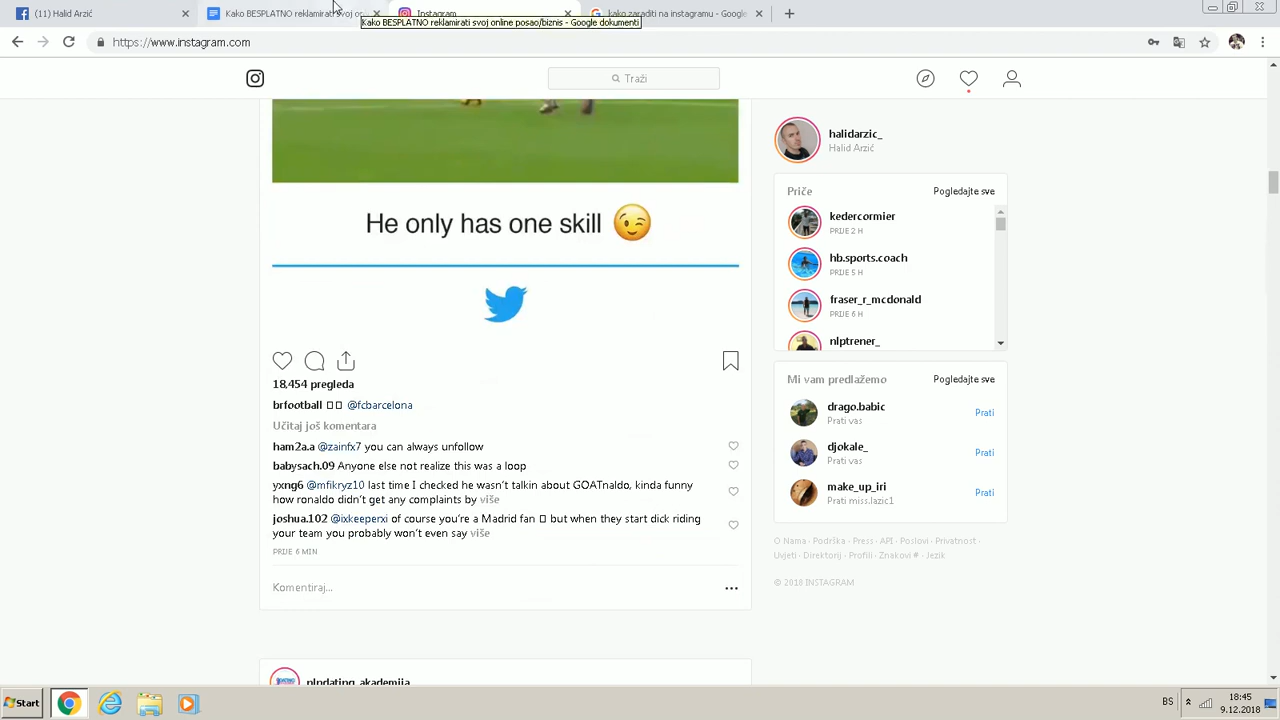 Halid Arzić
Kako BESPLATNO reklamirati svoj or
Instagram
kako zaraditi na instagramu - Google
Kako BESPLATNO reklamirati svoj online posao/biznis - Google dokumenti
https://www.instagram.com
Traži
halidarzic_
Halid Arzić
Priče
Pogledajte sve
kedercormier
PRIJE 2 H
hb.sports.coach
PRIJE 5 H
fraser_r_mcdonald
PRIJE 6 H
nlptrener_
He only has one skill 😉
18,454 pregleda
brfootball @fcbarcelona
Učitaj još komentara
ham2a.a @zainfx7 you can always unfollow
babysach.09 Anyone else not realize this was a loop
yxng6 @mfikryz10 last time I checked he wasn't talkin about GOATnaldo, kinda funny
how ronaldo didn't get any complaints by više
joshua.102 @ixkeeperxi of course you're a Madrid fan but when they start dick riding
your team you probably won't even say više
PRIJE 6 MIN
Komentiraj...
Mi vam predlažemo
Pogledajte sve
drago.babic
Prati vas
Prati
djokale_
Prati vas
Prati
make_up_iri
Prati miss.lazic1
Prati
O Nama · Podrška · Press · API · Poslovi · Privatnost ·
Uvjeti · Direktorij · Profili · Znakovi # · Jezik
© 2018 INSTAGRAM
nlpdating_akademija
Start
BS
18:45
9.12.2018